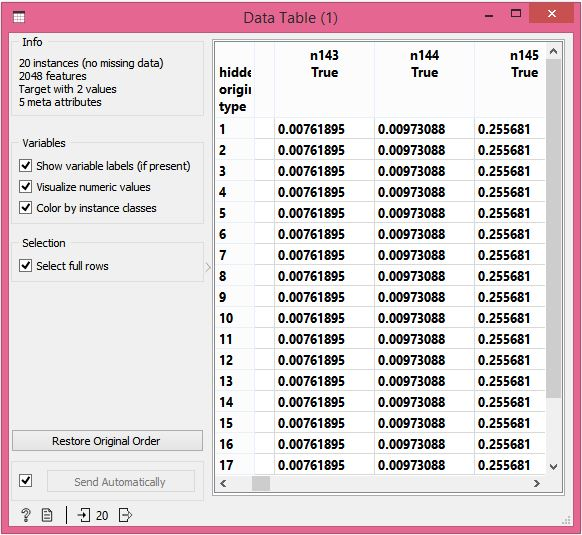 Data Table (1)
Info
20 instances (no missing data)
2048 features
Target with 2 values
5 meta attributes
Variables
Show variable labels (if present)
Visualize numeric values
Color by instance classes
Selection
Select full rows
Restore Original Order
Send Automatically
20
n143 n144 n145
hidde True True True
origin
type
1 0.00761895 0.00973088 0.255681
2 0.00761895 0.00973088 0.255681
3 0.00761895 0.00973088 0.255681
4 0.00761895 0.00973088 0.255681
5 0.00761895 0.00973088 0.255681
6 0.00761895 0.00973088 0.255681
7 0.00761895 0.00973088 0.255681
8 0.00761895 0.00973088 0.255681
9 0.00761895 0.00973088 0.255681
10 0.00761895 0.00973088 0.255681
11 0.00761895 0.00973088 0.255681
12 0.00761895 0.00973088 0.255681
13 0.00761895 0.00973088 0.255681
14 0.00761895 0.00973088 0.255681
15 0.00761895 0.00973088 0.255681
16 0.00761895 0.00973088 0.255681
17 0.00761895 0.00973088 0.255681